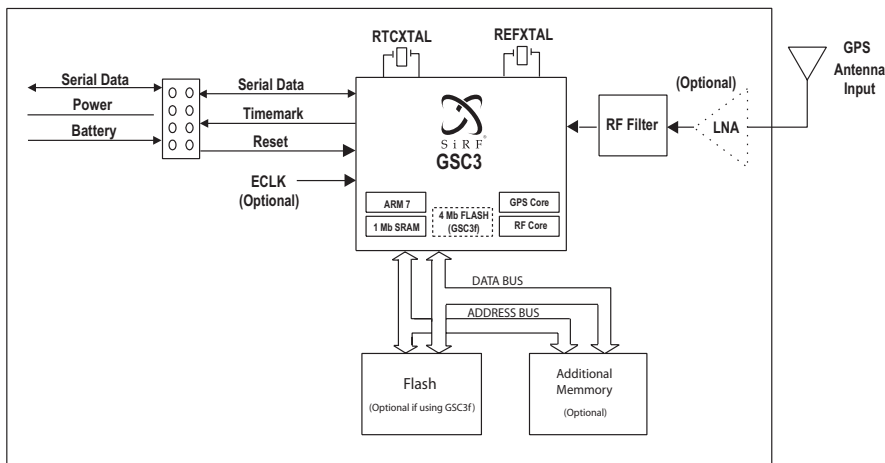 RTCXTAL
REFXTAL
GPS
Antenna
Input
(Optional)
Serial Data
Power
Battery
Serial Data
Timemark
Reset
ECLK
(Optional)
SiRF®
GSC3
RF Filter
LNA
ARM 7
1 Mb SRAM
4 Mb FLASH
(GSC3f)
GPS Core
RF Core
DATA BUS
ADDRESS BUS
Flash
(Optional if using GSC3f)
Additional
Memmory
(Optional)